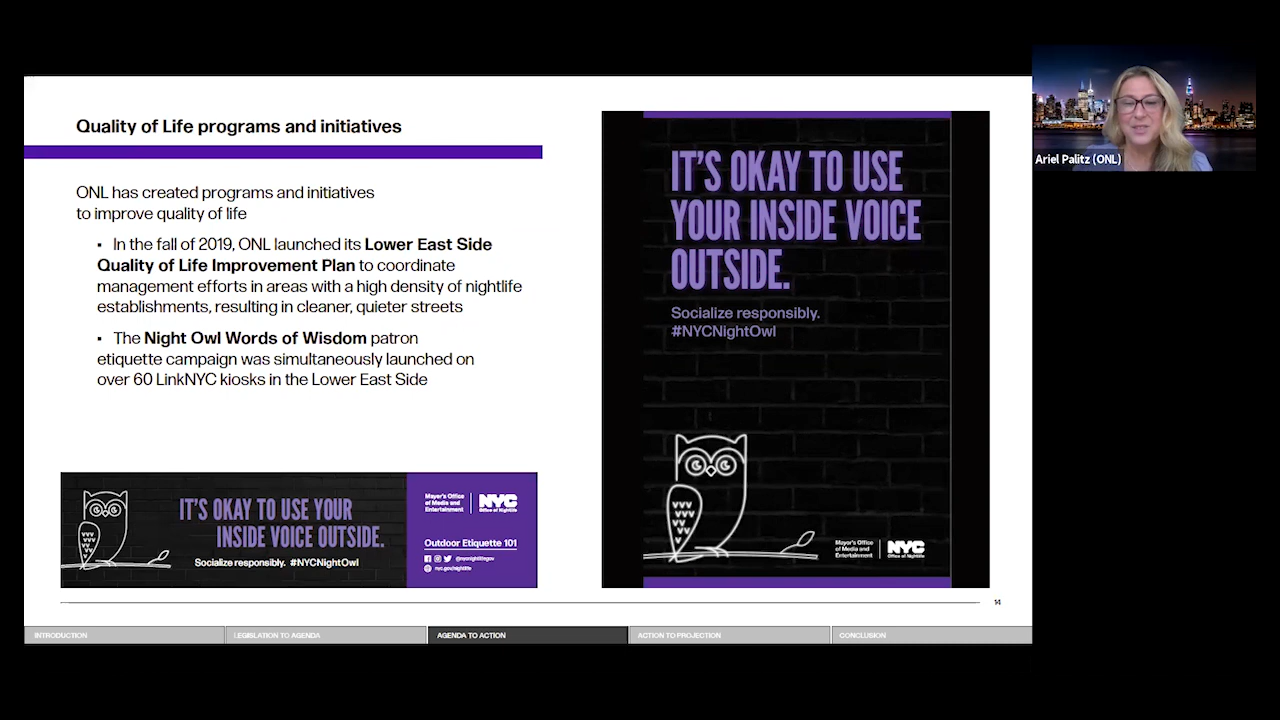 Quality of Life programs and initiatives
ONL has created programs and initiatives
to improve quality of life
▪ In the fall of 2019, ONL launched its Lower East Side
Quality of Life Improvement Plan to coordinate
management efforts in areas with a high density of nightlife
establishments, resulting in cleaner, quieter streets
▪ The Night Owl Words of Wisdom patron
etiquette campaign was simultaneously launched on
over 60 LinkNYC kiosks in the Lower East Side
IT'S OKAY TO USE YOUR
INSIDE VOICE OUTSIDE.
Socialize responsibly. #NYCNightOwl
Mayor's Office
of Media and
Entertainment
NYC
Office of Nightlife
Outdoor Etiquette 101
@nycnightlifegov
nyc.gov/nightlife
IT'S OKAY TO USE
YOUR INSIDE VOICE
OUTSIDE.
Socialize responsibly.
#NYCNightOwl
Mayor's Office
of Media and
Entertainment
NYC
Office of Nightlife
14
INTRODUCTION
LEGISLATION TO AGENDA
AGENDA TO ACTION
ACTION TO PROJECTION
CONCLUSION
Ariel Palitz (ONL)